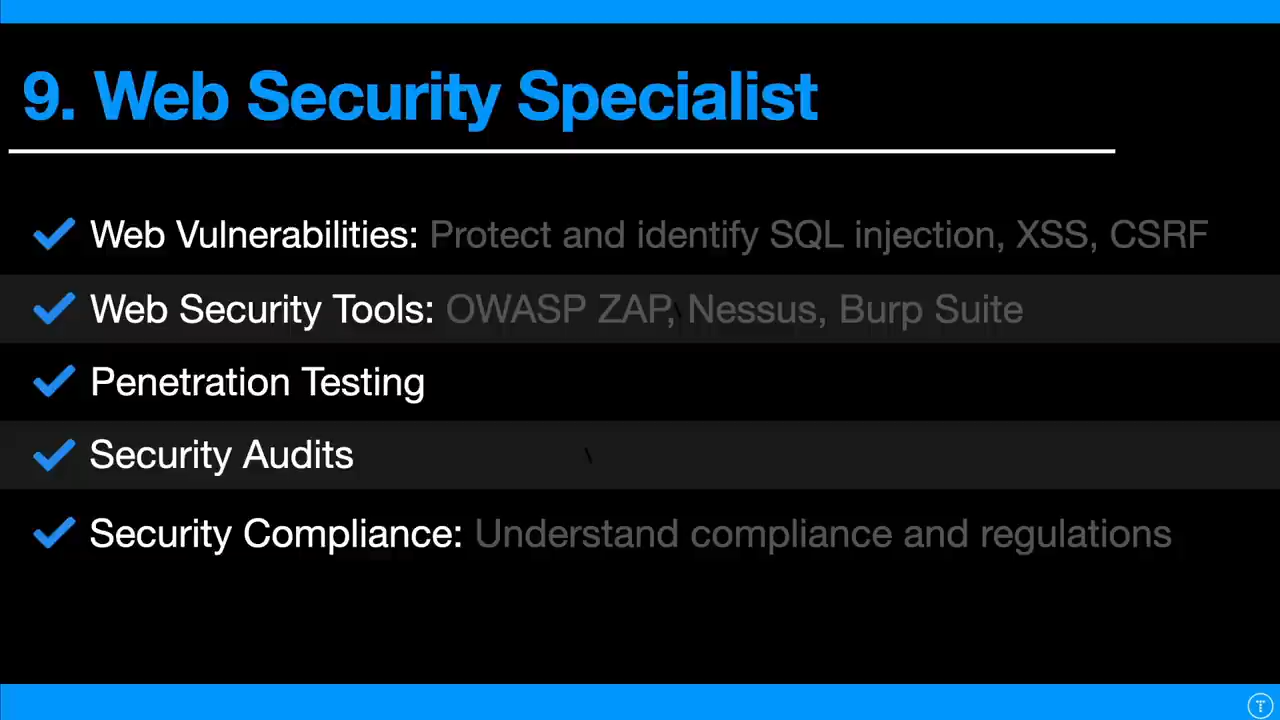 9. Web Security Specialist
Web Vulnerabilities: Protect and identify SQL injection, XSS, CSRF
Web Security Tools: OWASP ZAP, Nessus, Burp Suite
Penetration Testing
Security Audits
\
Security Compliance: Understand compliance and regulations
T